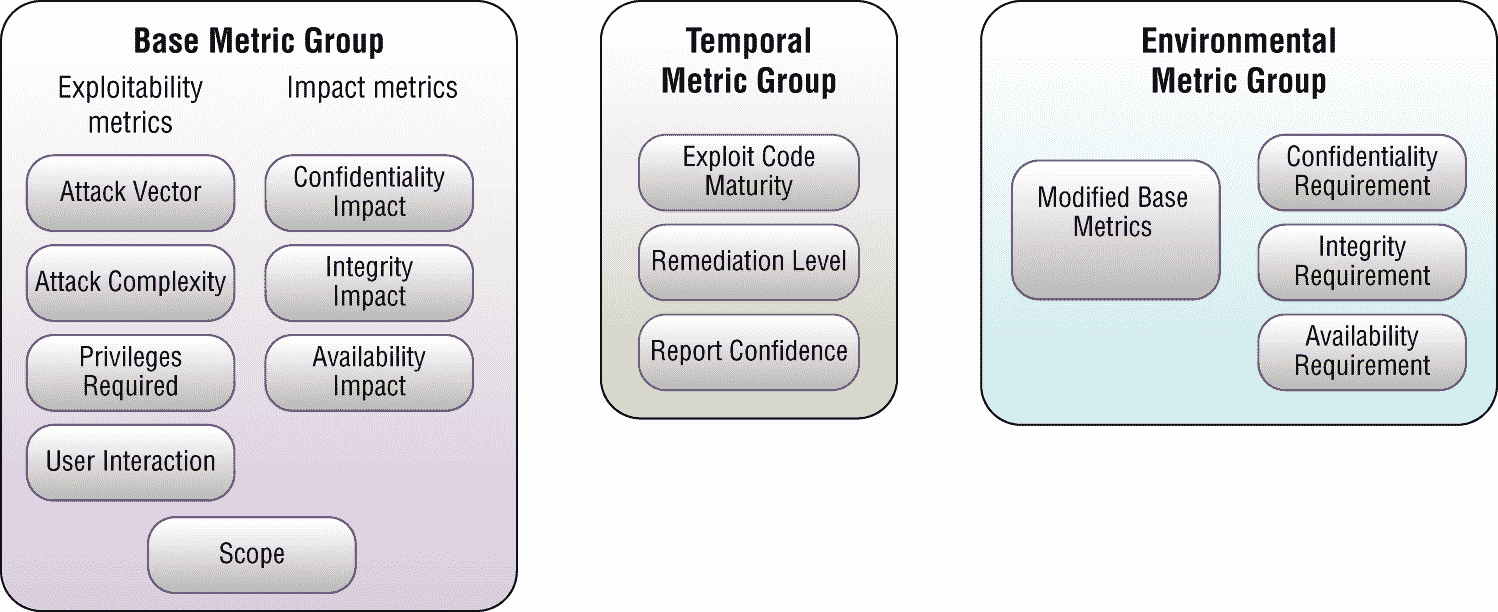 Base Metric Group
Exploitability
metrics
Impact metrics
Attack Vector
Confidentiality
Impact
Attack Complexity
Integrity
Impact
Privileges
Required
Availability
Impact
User Interaction
Scope
Temporal
Metric Group
Exploit Code
Maturity
Remediation Level
Report Confidence
Environmental
Metric Group
Modified Base
Metrics
Confidentiality
Requirement
Integrity
Requirement
Availability
Requirement